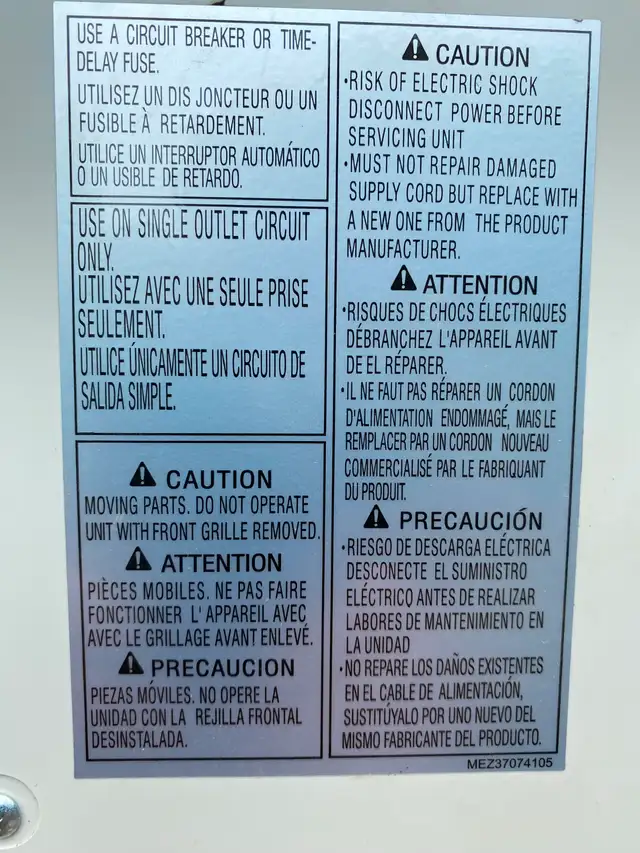 USE A CIRCUIT BREAKER OR TIME-
DELAY FUSE.
UTILISEZ UN DIS JONCTEUR OU UN
FUSIBLE À RETARDEMENT.
UTILICE UN INTERRUPTOR AUTOMÁTICO
O UN USIBLE DE RETARDO.
USE ON SINGLE OUTLET CIRCUIT
ONLY.
UTILISEZ AVEC UNE SEULE PRISE
SEULEMENT.
UTILICE ÚNICAMENTE UN CIRCUITO DE
SALIDA SIMPLE.
CAUTION
MOVING PARTS. DO NOT OPERATE
UNIT WITH FRONT GRILLE REMOVED.
ATTENTION
PIÈCES MOBILES. NE PAS FAIRE
FONCTIONNER L'APPAREIL AVEC
AVEC LE GRILLAGE AVANT ENLEVÉ.
PRECAUCION
PIEZAS MÓVILES. NO OPERE LA
UNIDAD CON LA REJILLA FRONTAL
DESINSTALADA.
CAUTION
•RISK OF ELECTRIC SHOCK
DISCONNECT POWER BEFORE
SERVICING UNIT
•MUST NOT REPAIR DAMAGED
SUPPLY CORD BUT REPLACE WITH
A NEW ONE FROM THE PRODUCT
MANUFACTURER.
ATTENTION
•RISQUES DE CHOCS ÉLECTRIQUES
DÉBRANCHEZ L'APPAREIL AVANT
DE EL RÉPARER.
•IL NE FAUT PAS RÉPARER UN CORDON
D'ALIMENTATION ENDOMMAGÉ, MAIS LE
REMPLACER PAR UN CORDON NOUVEAU
COMMERCIALISÉ PAR LE FABRIQUANT
DU PRODUIT.
PRECAUCIÓN
•RIESGO DE DESCARGA ELÉCTRICA
DESCONECTE EL SUMINISTRO
ELÉCTRICO ANTES DE REALIZAR
LABORES DE MANTENIMIENTO EN
LA UNIDAD
•NO REPARE LOS DAÑOS EXISTENTES
EN EL CABLE DE ALIMENTACIÓN,
SUSTITÚYALO POR UNO NUEVO DEL
MISMO FABRICANTE DEL PRODUCTO.
MEZ37074105